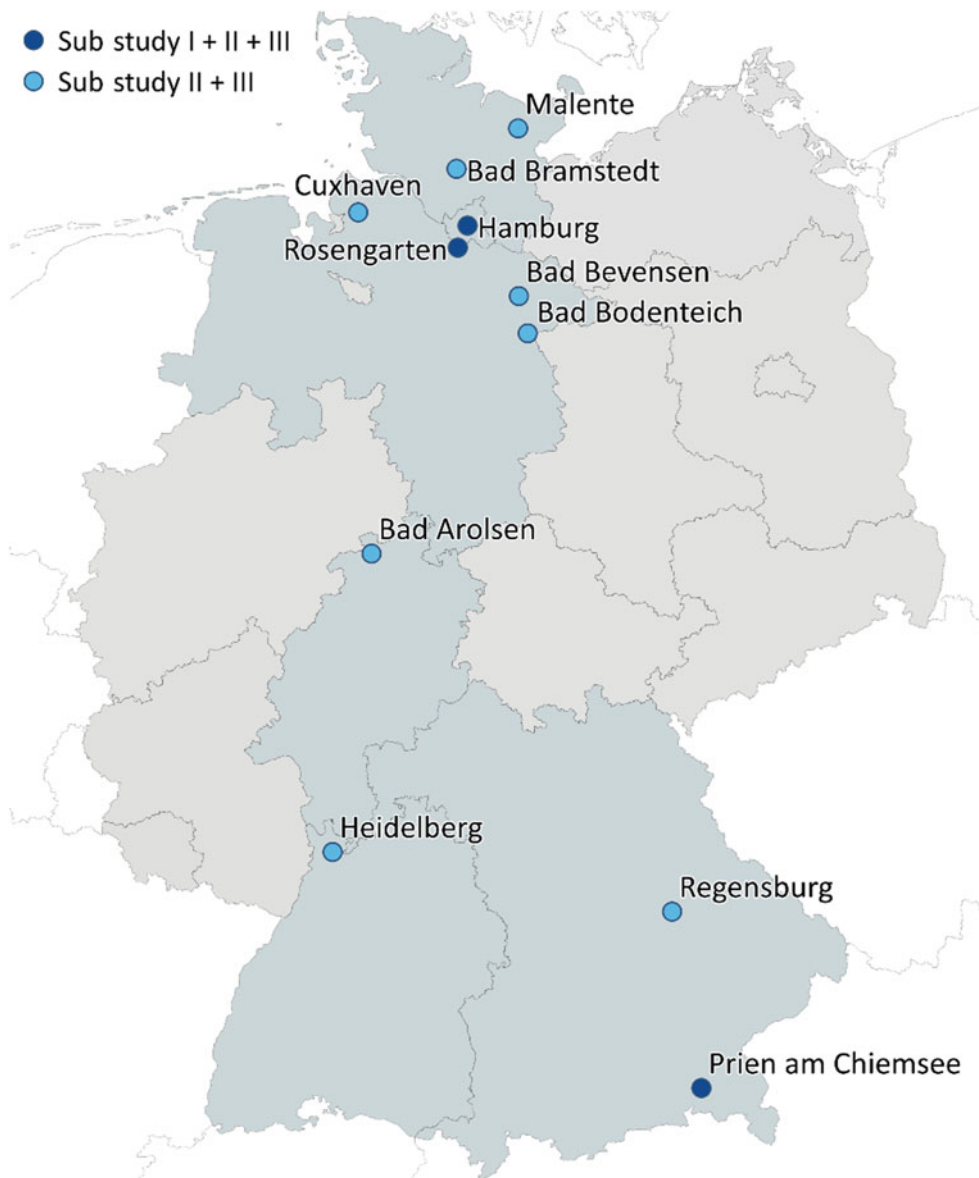 Sub study I + II + III
Sub study II + III
Malente
Bad Bramstedt
Cuxhaven
Hamburg
Rosengarten
Bad Bevensen
Bad Bodenteich
Bad Arolsen
Heidelberg
Regensburg
Prien am Chiemsee